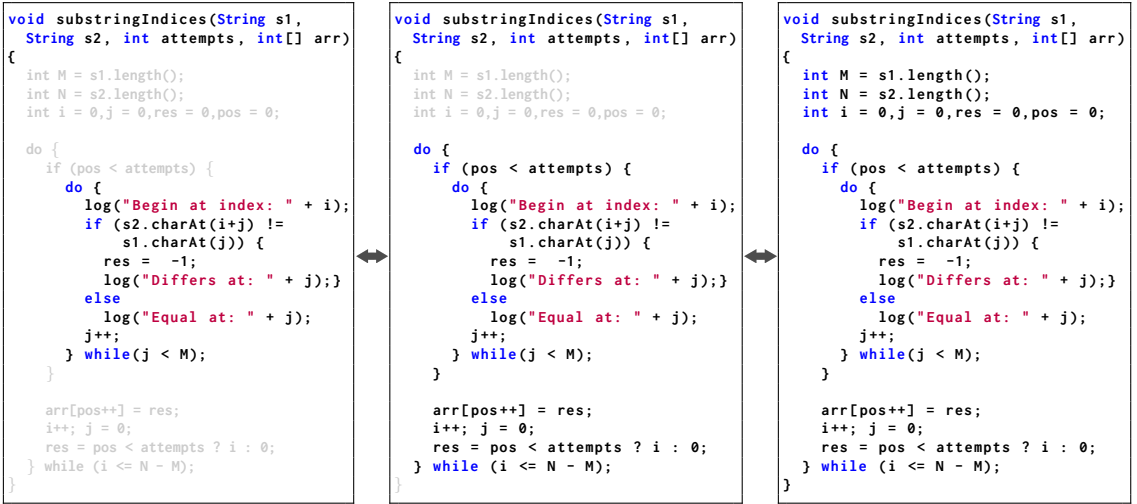 void substringIndices(String s1,
String s2, int attempts, int[] arr)
{
int M = s1.length();
int N = s2.length();
int i = 0,j = 0,res = 0,pos = 0;
do {
if (pos < attempts) {
do {
log("Begin at index: " + i);
if (s2.charAt(i+j) !=
s1.charAt(j)) {
res = -1;
log("Differs at: " + j);}
else
log("Equal at: " + j);
j++;
} while(j < M);
}
arr[pos++] = res;
i++; j = 0;
res = pos < attempts ? i : 0;
} while (i <= N - M);
}
void substringIndices(String s1,
String s2, int attempts, int[] arr)
{
int M = s1.length();
int N = s2.length();
int i = 0,j = 0,res = 0,pos = 0;
do {
if (pos < attempts) {
do {
log("Begin at index: " + i);
if (s2.charAt(i+j) !=
s1.charAt(j)) {
res = -1;
log("Differs at: " + j);}
else
log("Equal at: " + j);
j++;
} while(j < M);
}
arr[pos++] = res;
i++; j = 0;
res = pos < attempts ? i : 0;
} while (i <= N - M);
}
void substringIndices(String s1,
String s2, int attempts, int[] arr)
{
int M = s1.length();
int N = s2.length();
int i = 0,j = 0,res = 0,pos = 0;
do {
if (pos < attempts) {
do {
log("Begin at index: " + i);
if (s2.charAt(i+j) !=
s1.charAt(j)) {
res = -1;
log("Differs at: " + j);}
else
log("Equal at: " + j);
j++;
} while(j < M);
}
arr[pos++] = res;
i++; j = 0;
res = pos < attempts ? i : 0;
} while (i <= N - M);
}